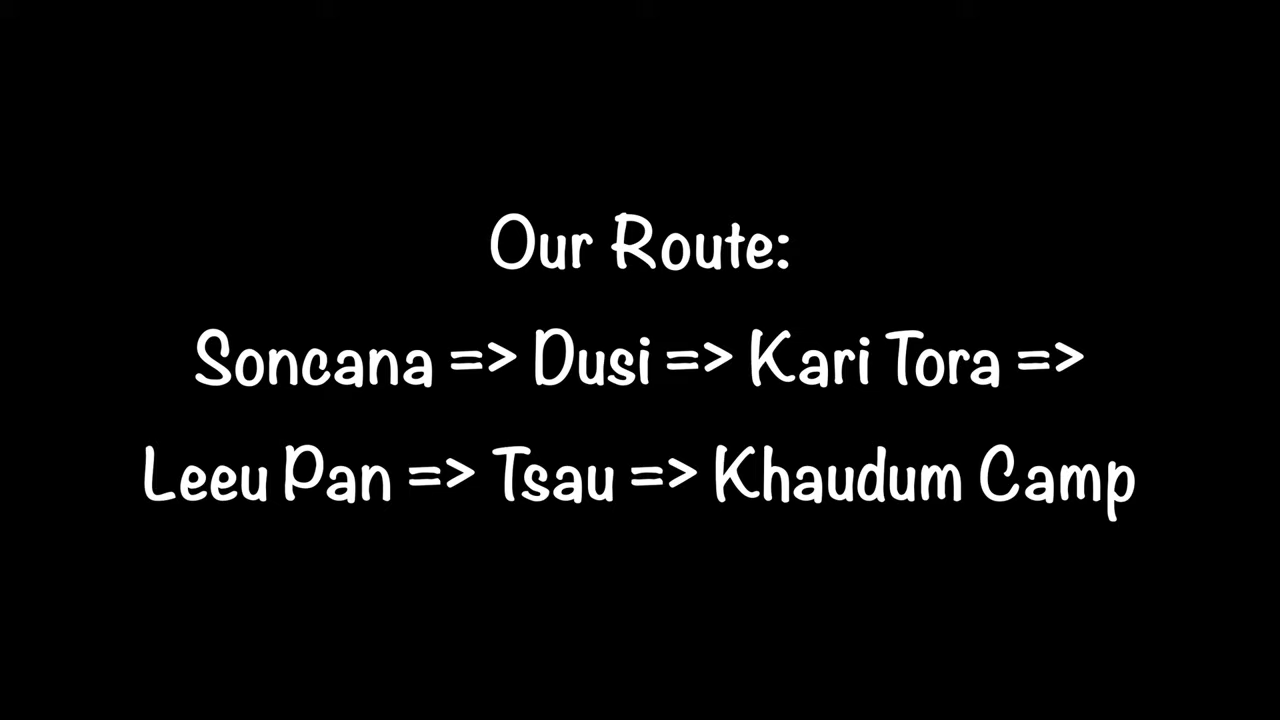 Our Route:
Soncana => Dusi => Kari Tora =>
Leeu Pan => Tsau => Khaudum Camp